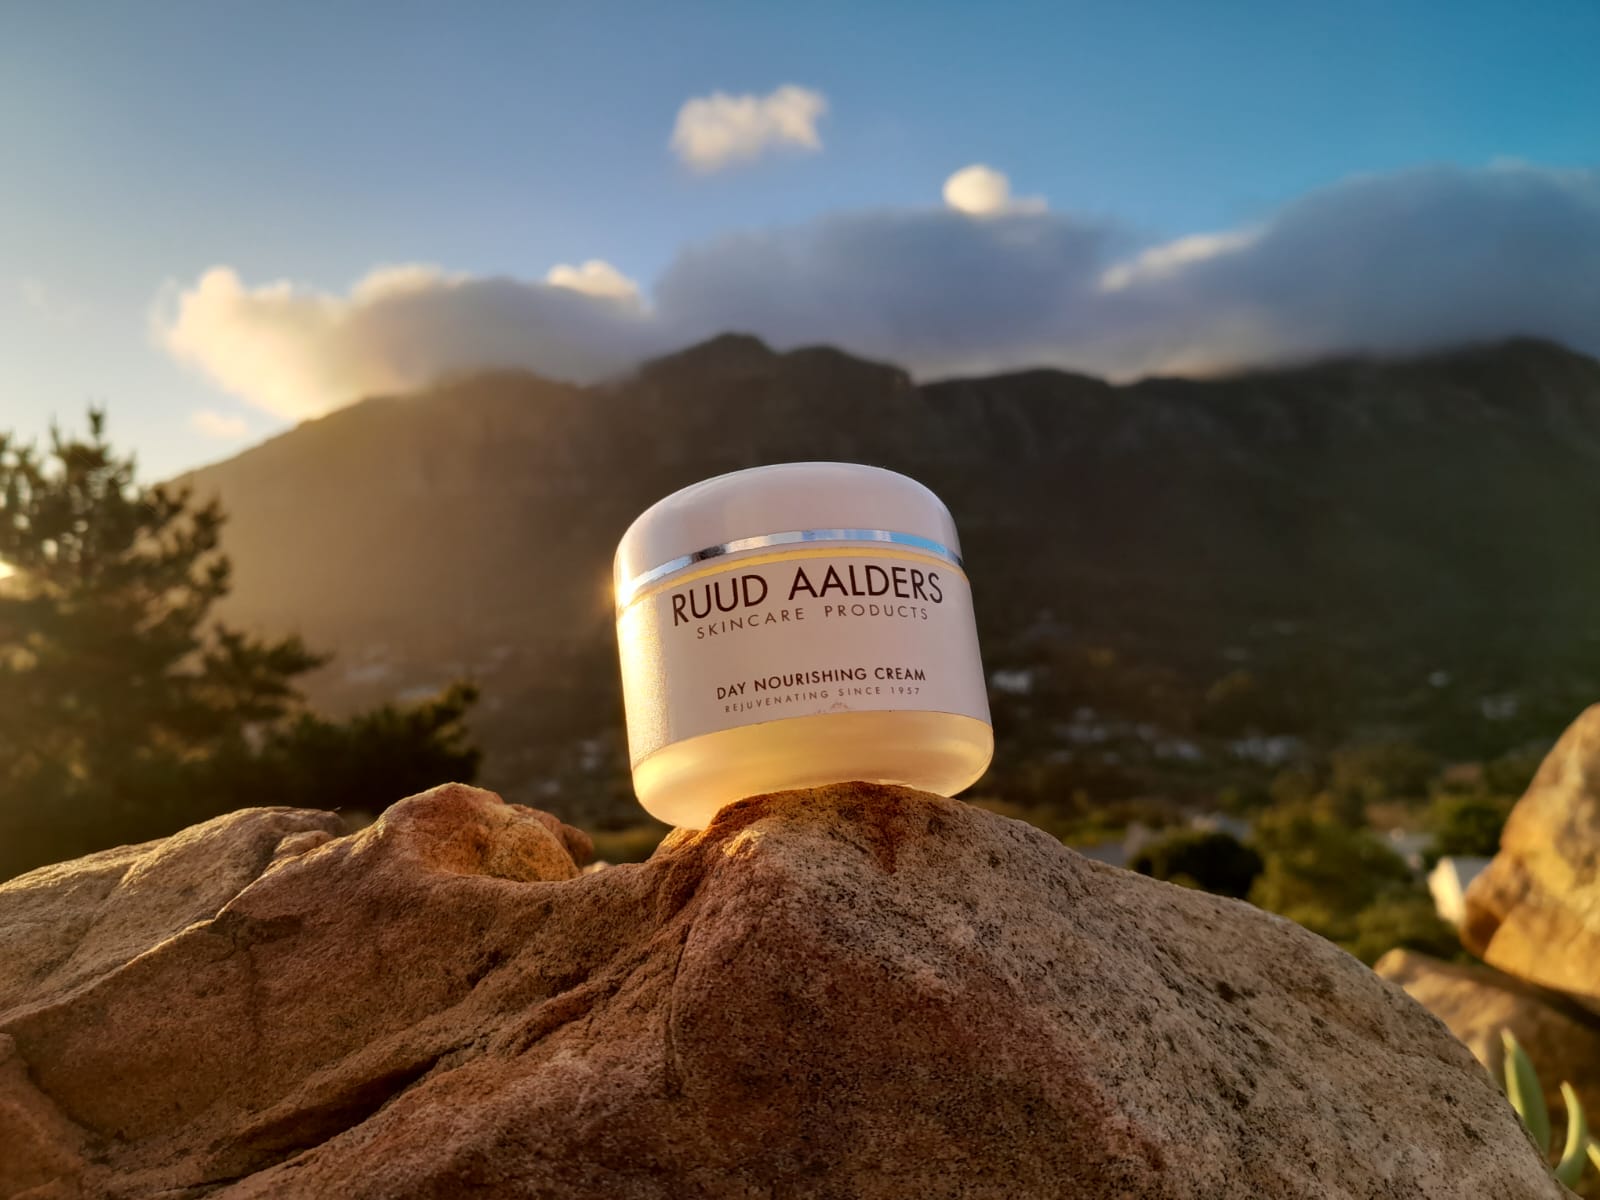 RUUD AALDERS
SKINCARE PRODUCTS
DAY NOURISHING CREAM
REJUVENATING SINCE 1957